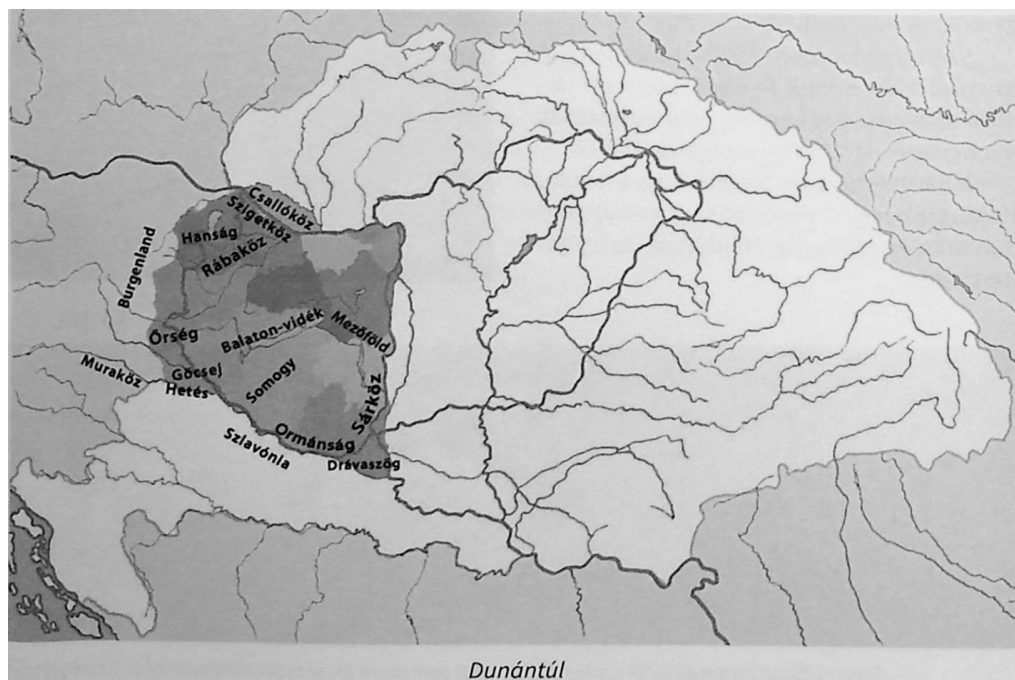 Csallóköz
Szigetköz
Hanság
Rábaköz
Burgenland
Őrség
Balaton-vidék
Mezőföld
Göcsej
Hetés
Muraköz
Somogy
Sárköz
Ormánság
Szlavónia
Drávaszög
Dunántúl